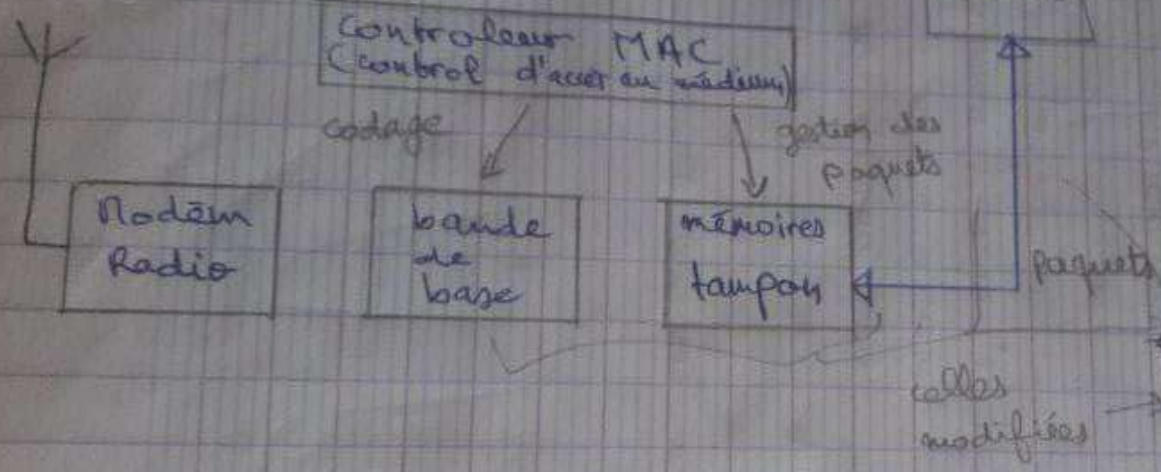 Controleur MAC
(control d'accés au médium)
codage
gestion des
paquets
Modem
Radio
bande
de
base
mémoires
tampon
paquets
celles
modifiées